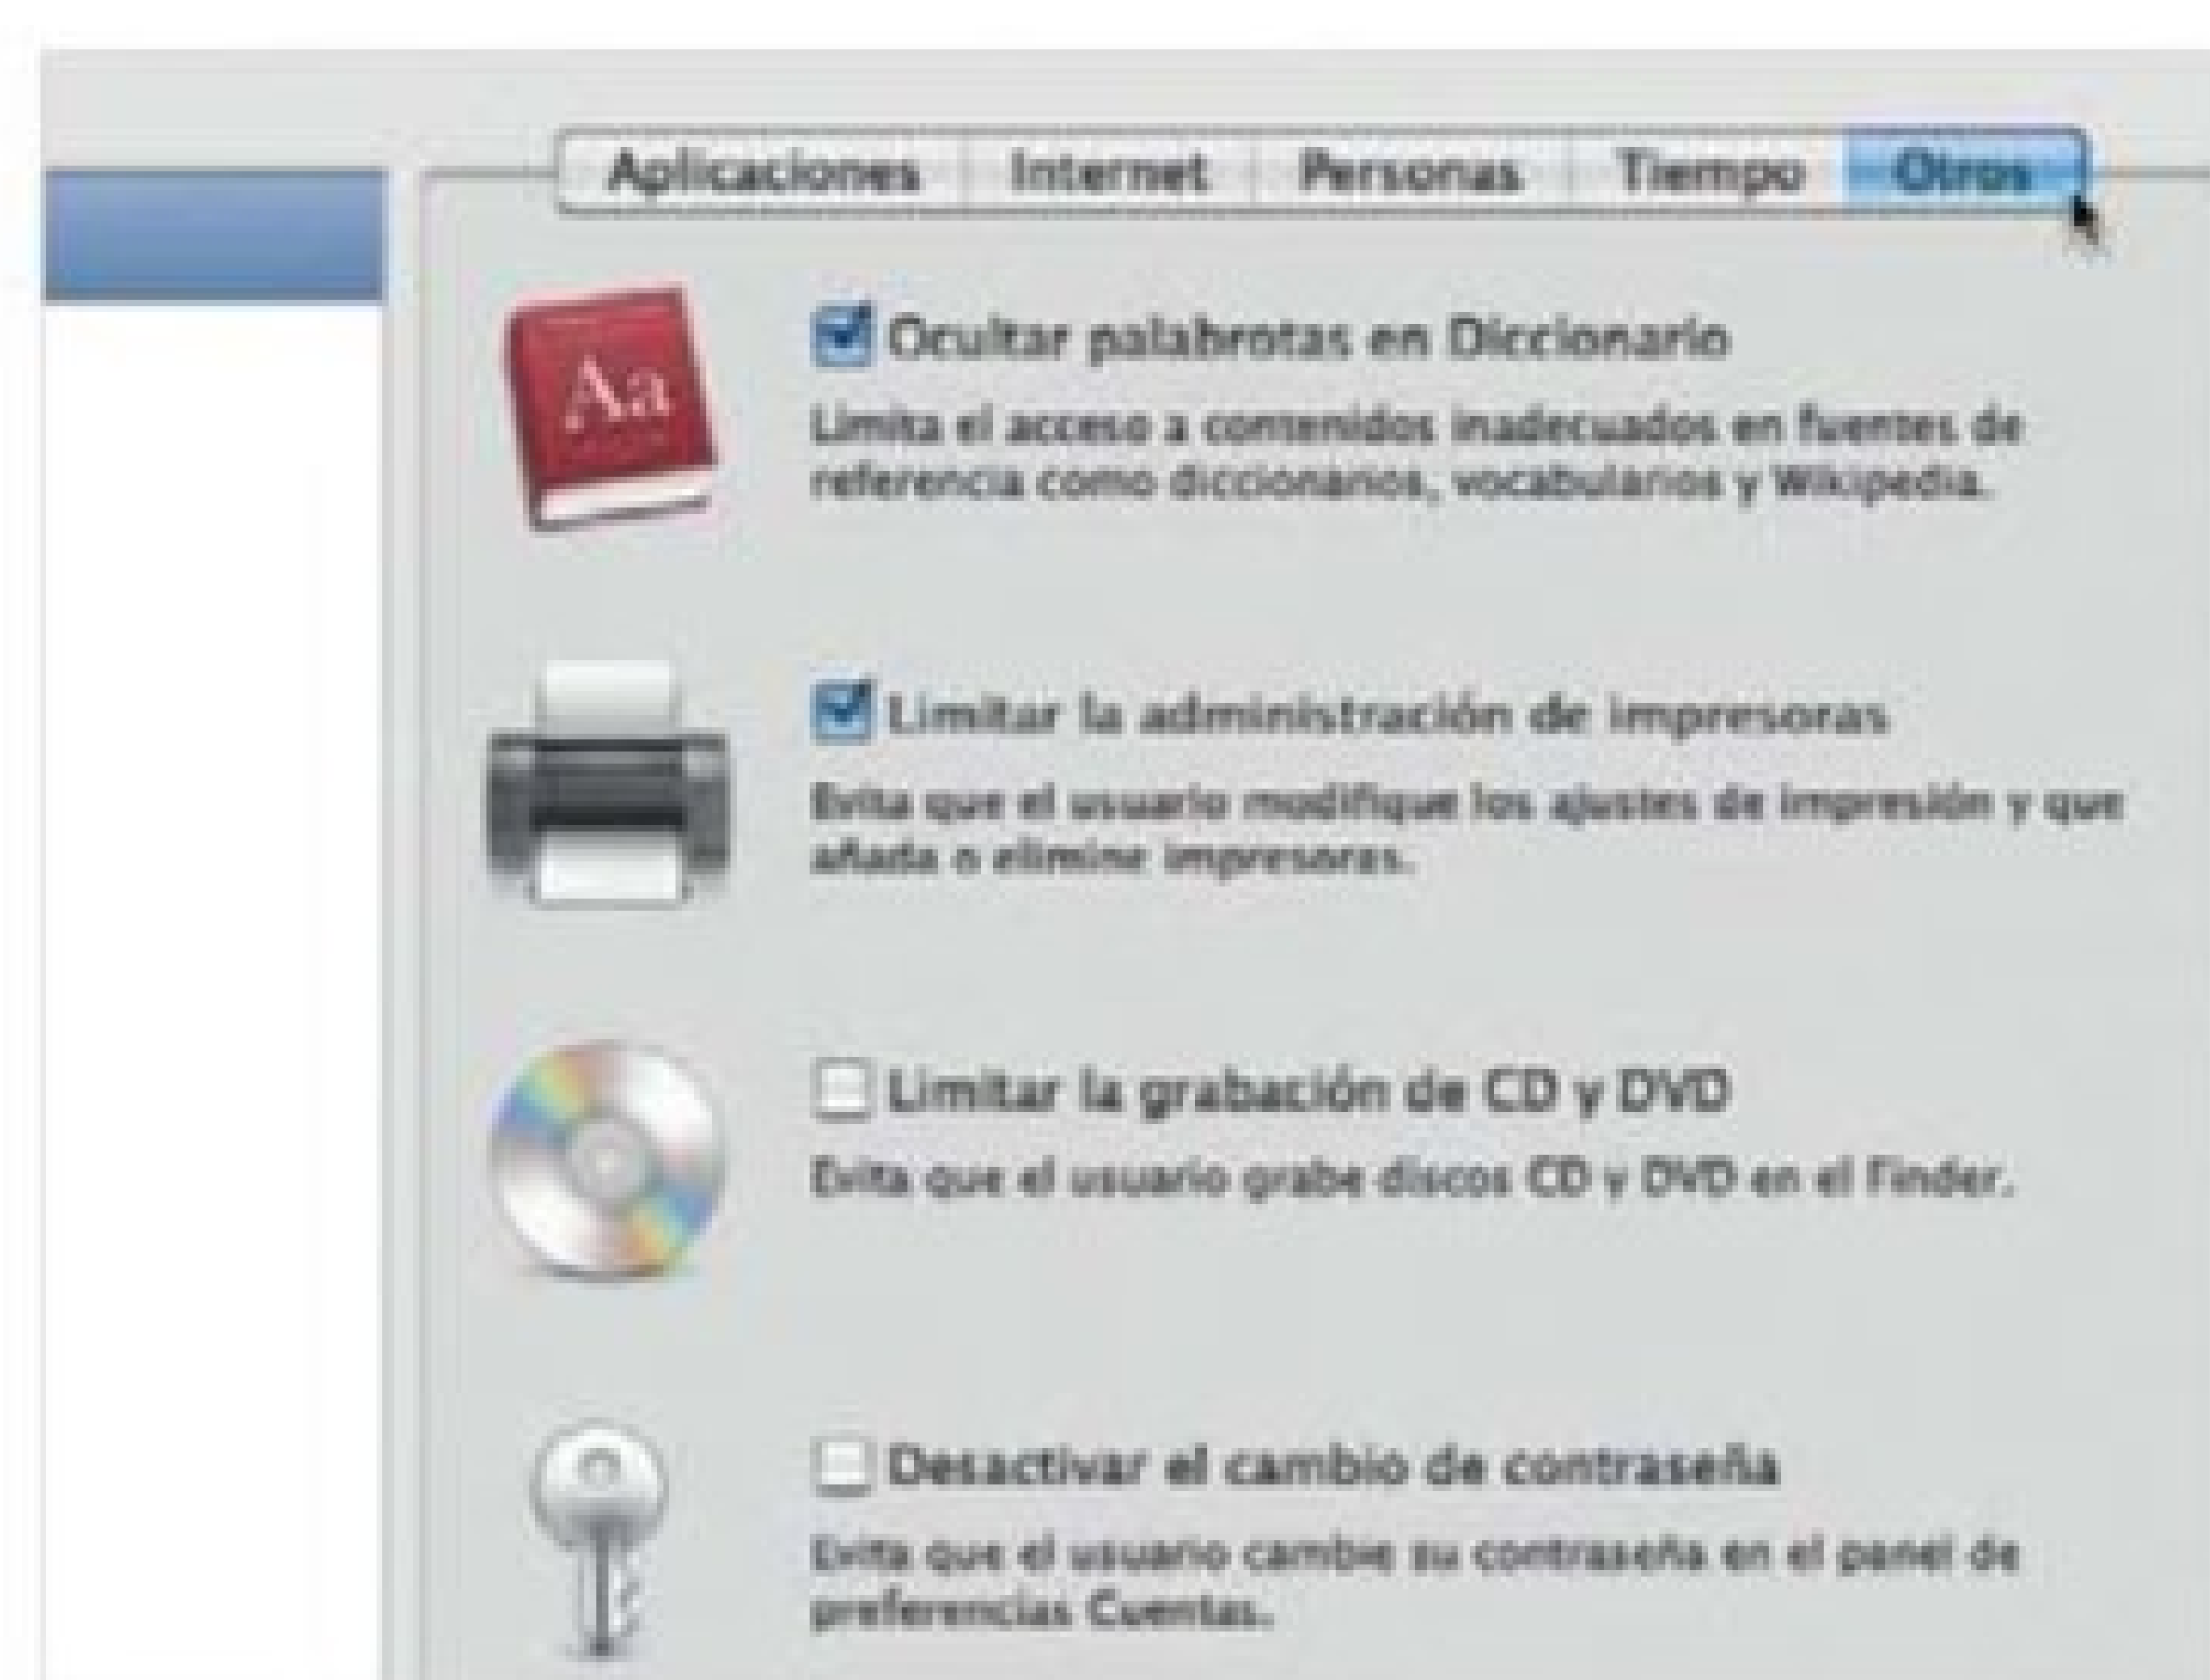 Aplicaciones Internet Personas Tiempo Otros
Aa
Ocultar palabrotas en Diccionario
Limita el acceso a contenidos inadecuados en fuentes de
referencia como diccionarios, vocabularios y Wikipedia.
Limitar la administración de impresoras
Evita que el usuario modifique los ajustes de impresión y que
añada o elimine impresoras.
Limitar la grabación de CD y DVD
Evita que el usuario grabe discos CD y DVD en el Finder.
Desactivar el cambio de contraseña
Evita que el usuario cambie su contraseña en el panel de
preferencias Cuentas.